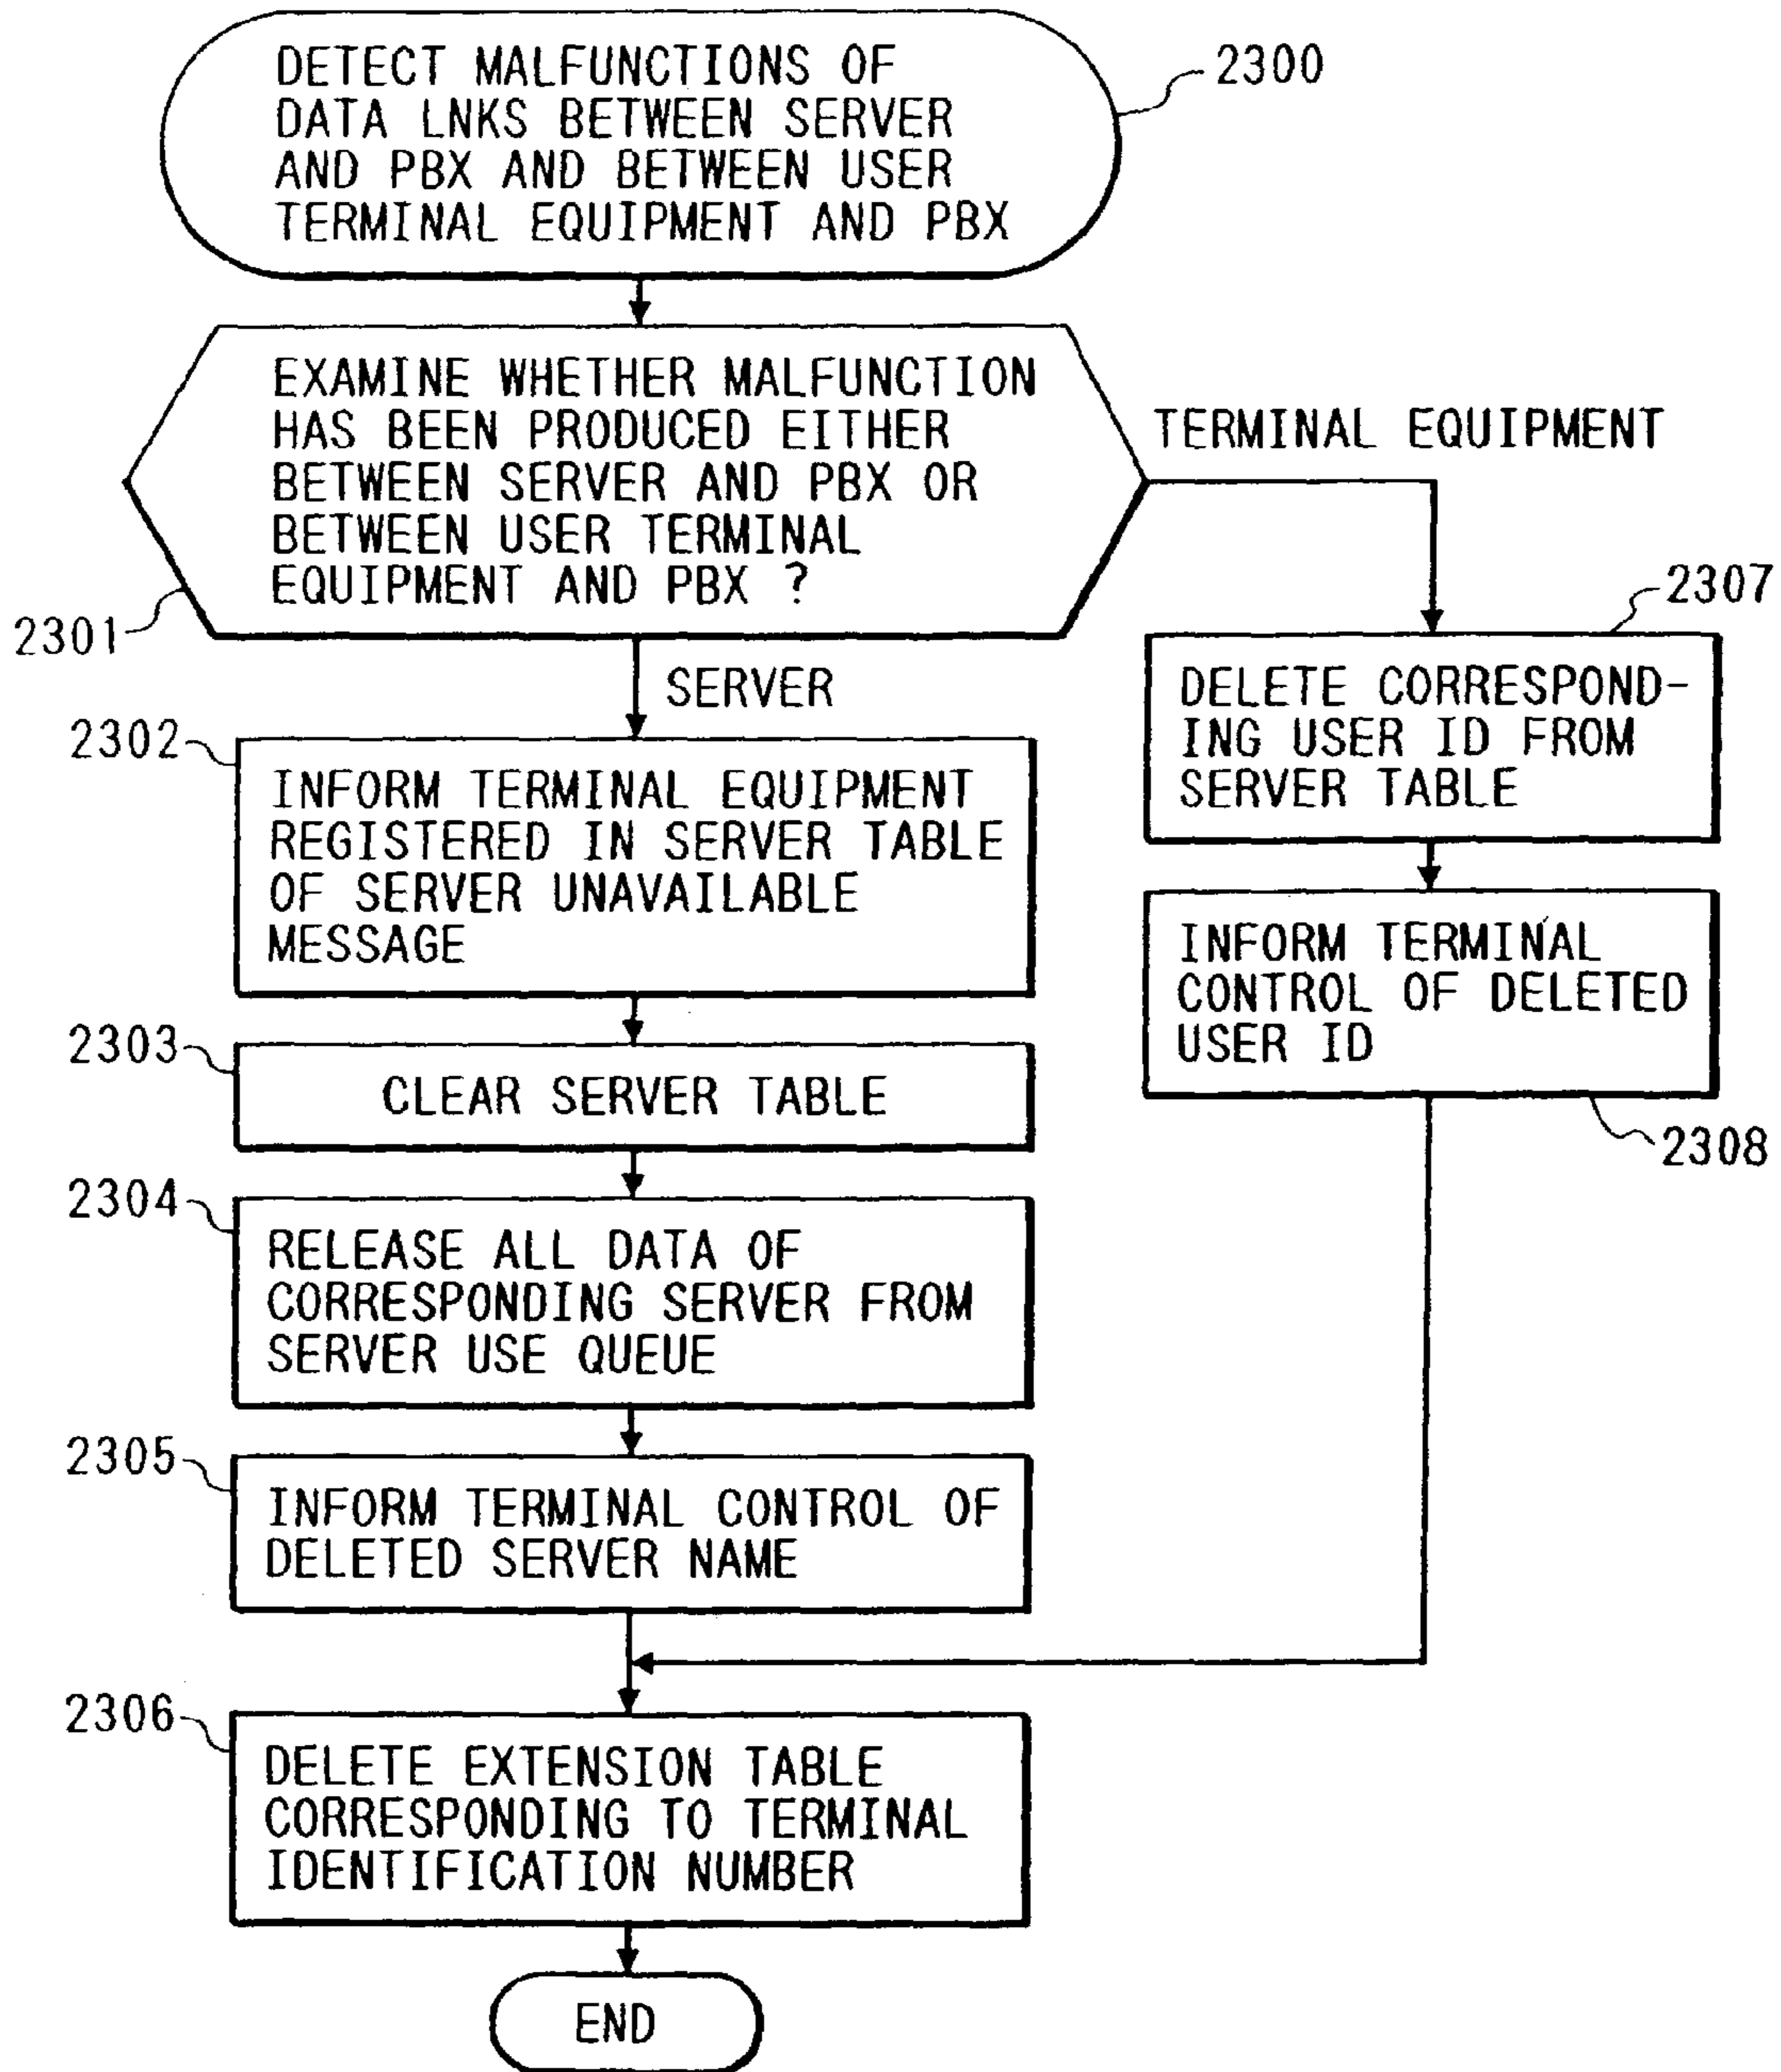 DETECT MALFUNCTIONS OF
DATA LNKS BETWEEN SERVER
AND PBX AND BETWEEN USER
TERMINAL EQUIPMENT AND PBX
2300
EXAMINE WHETHER MALFUNCTION
HAS BEEN PRODUCED EITHER
BETWEEN SERVER AND PBX OR
BETWEEN USER TERMINAL
EQUIPMENT AND PBX ?
2301
TERMINAL EQUIPMENT
SERVER
2302
INFORM TERMINAL EQUIPMENT
REGISTERED IN SERVER TABLE
OF SERVER UNAVAILABLE
MESSAGE
2303
CLEAR SERVER TABLE
2304
RELEASE ALL DATA OF
CORRESPONDING SERVER FROM
SERVER USE QUEUE
2305
INFORM TERMINAL CONTROL OF
DELETED SERVER NAME
2307
DELETE CORRESPOND-
ING USER ID FROM
SERVER TABLE
INFORM TERMINAL
CONTROL OF DELETED
USER ID
2308
2306
DELETE EXTENSION TABLE
CORRESPONDING TO TERMINAL
IDENTIFICATION NUMBER
END